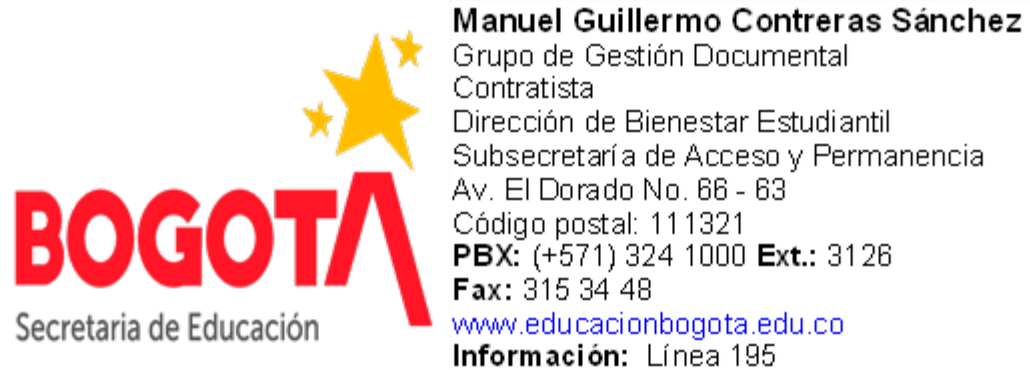 BOGOTÁ
Secretaria de Educación
Manuel Guillermo Contreras Sánchez
Grupo de Gestión Documental
Contratista
Dirección de Bienestar Estudiantil
Subsecretaría de Acceso y Permanencia
Av. El Dorado No. 66 - 63
Código postal: 111321
PBX: (+571) 324 1000 Ext.: 3126
Fax: 315 34 48
www.educacionbogota.edu.co
Información: Línea 195